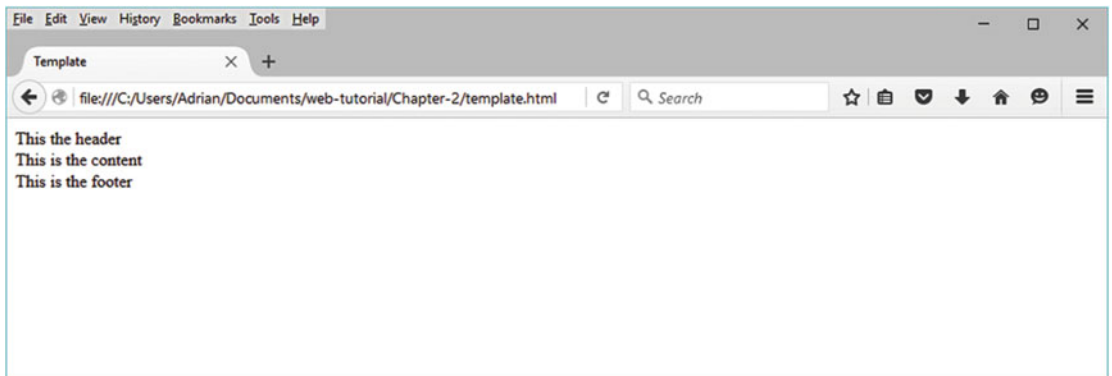 File Edit View History Bookmarks Tools Help
Template
file:///C:/Users/Adrian/Documents/web-tutorial/Chapter-2/template.html
Search
This the header
This is the content
This is the footer